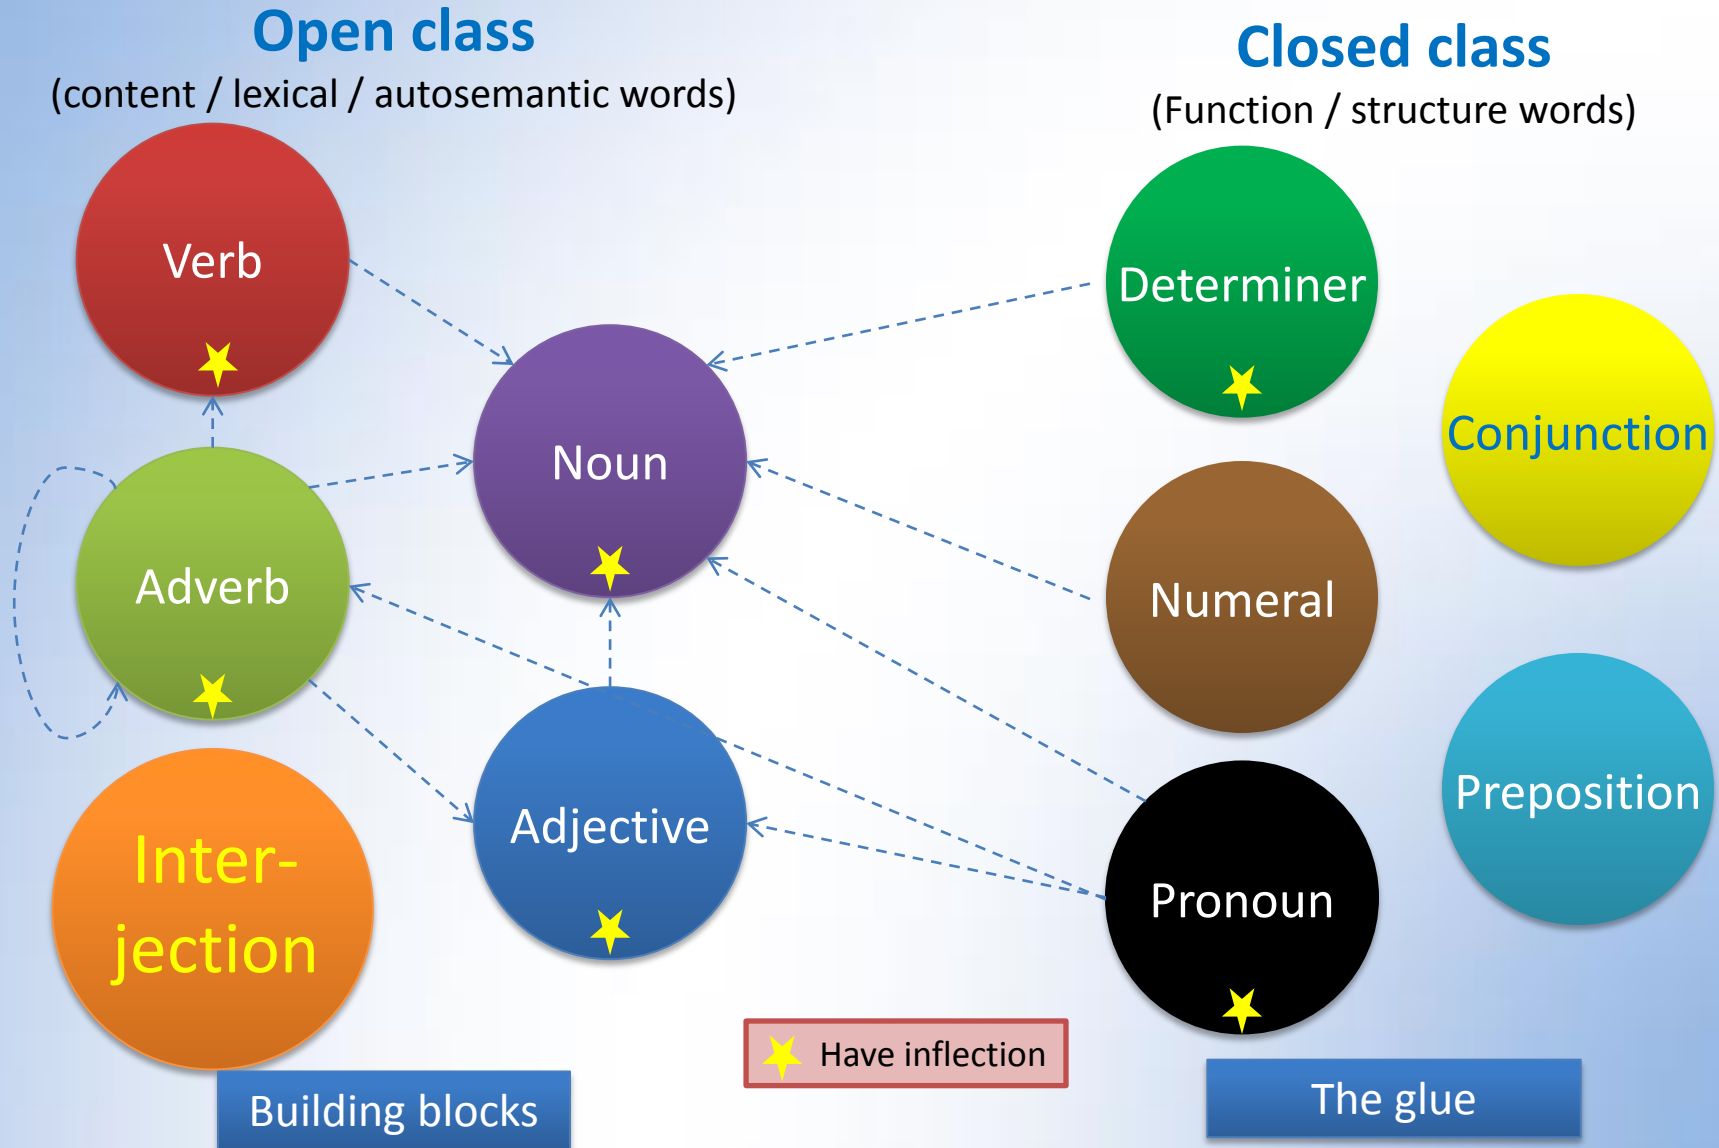 Open class
(content / lexical / autosemantic words)
Closed class
(Function / structure words)
Verb
Determiner
Noun
Conjunction
Adverb
Numeral
Adjective
Preposition
Inter-
jection
Pronoun
Have inflection
Building blocks
The glue